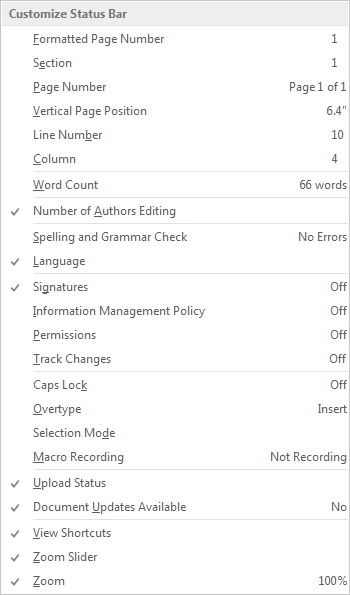 Customize Status Bar
Formatted Page Number 1
Section 1
Page Number Page 1 of 1
Vertical Page Position 6.4"
Line Number 10
Column 4
Word Count 66 words
Number of Authors Editing
Spelling and Grammar Check No Errors
Language
Signatures Off
Information Management Policy Off
Permissions Off
Track Changes Off
Caps Lock Off
Overtype Insert
Selection Mode
Macro Recording Not Recording
Upload Status
Document Updates Available No
View Shortcuts
Zoom Slider
Zoom 100%